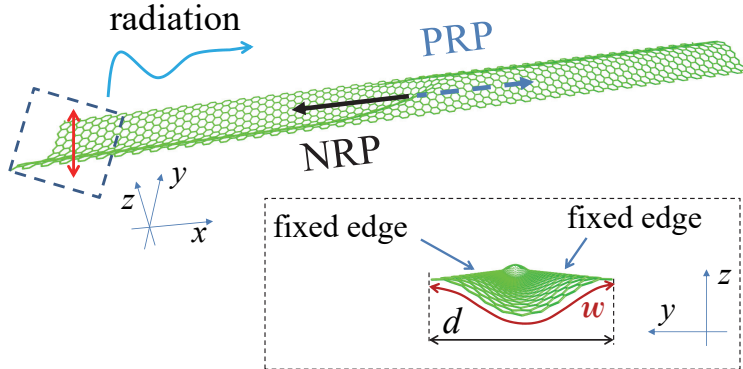 radiation
PRP
NRP
z
y
x
fixed edge
fixed edge
z
d
w
y